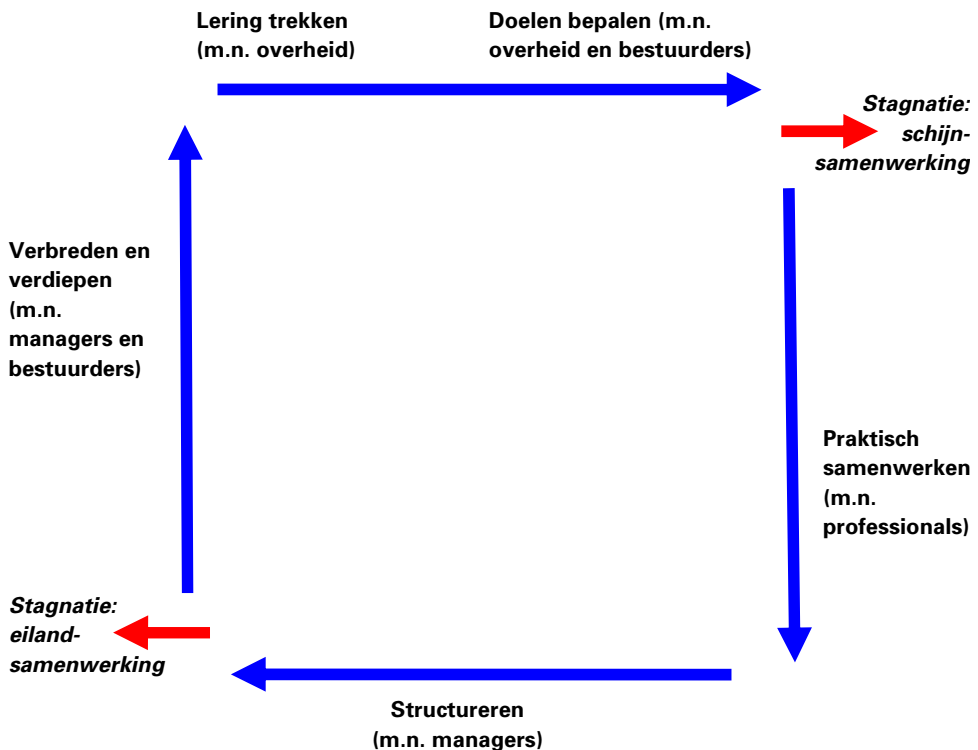 Lering trekken
(m.n. overheid)
Doelen bepalen (m.n.
overheid en bestuurders)
Stagnatie:
schijn-
samenwerking
Verbreden en
verdiepen
(m.n.
managers en
bestuurders)
Praktisch
samenwerken
(m.n.
professionals)
Stagnatie:
eiland-
samenwerking
Structureren
(m.n. managers)